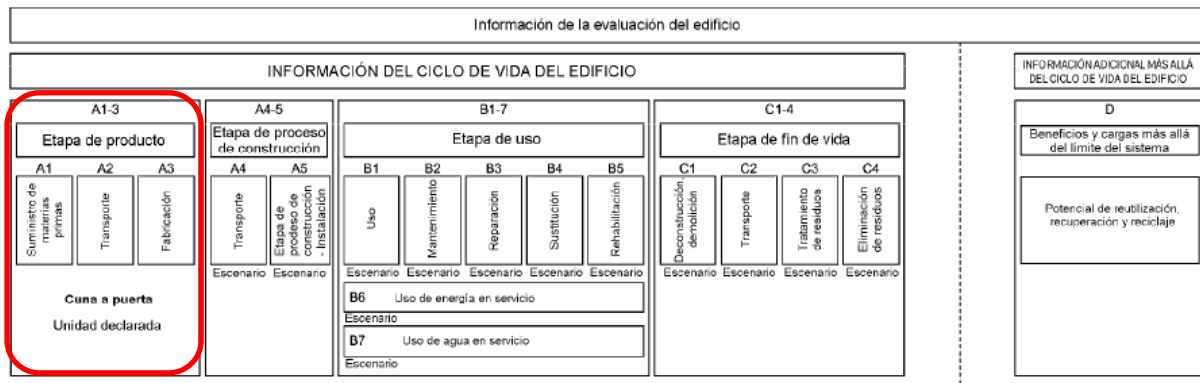 Información de la evaluación del edificio
INFORMACIÓN DEL CICLO DE VIDA DEL EDIFICIO
INFORMACIÓN ADICIONAL MÁS ALLÁ
DEL CICLO DE VIDA DEL EDIFICIO
A1-3
A4-5
B1-7
C1-4
D
Etapa de producto
Etapa de proceso
de construcción
Etapa de uso
Etapa de fin de vida
Beneficios y cargas más allá
del límite del sistema
A1
A2
A3
A4
A5
B1
B2
B3
B4
B5
C1
C2
C3
C4
Suministro de
materias
primas
Transporte
Fabricación
Transporte
Etapa de
prodeso de
construcción
- Instalación
Uso
Mantenimiento
Reparación
Sustitución
Rehabilitación
Deconstrucción,
demolición
Transporte
Tratamiento
de residuos
Eliminación
de residuos
Potencial de reutilización,
recuperación y reciclaje
Escenario
Escenario
Escenario
Escenario
Escenario
Escenario
Escenario
Escenario
Escenario
Escenario
Escenario
Cuna a puerta
Unidad declarada
B6 Uso de energía en servicio
Escenario
B7 Uso de agua en servicio
Escenario